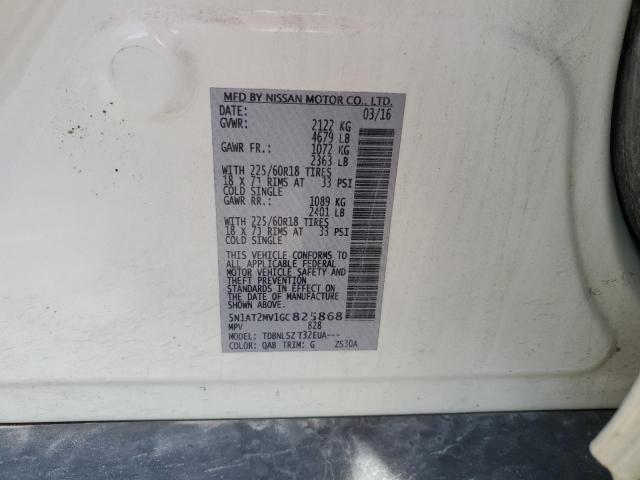 MFD BY NISSAN MOTOR CO., LTD.
DATE: 03/16
GVWR: 2122 KG
4679 LB
GAWR FR.: 1072 KG
2363 LB
WITH 225/60R18 TIRES
18 X 7J RIMS AT 33 PSI
COLD SINGLE
GAWR RR.: 1089 KG
2401 LB
WITH 225/60R18 TIRES
18 X 7J RIMS AT 33 PSI
COLD SINGLE
THIS VEHICLE CONFORMS TO
ALL APPLICABLE FEDERAL
MOTOR VEHICLE SAFETY AND
THEFT PREVENTION
STANDARDS IN EFFECT ON
THE DATE OF MANUFACTURE
SHOWN ABOVE.
5N1AT2MV1GC825868
MPV 828
MODEL: TDBNLSZ T32EUA---
COLOR: QAB TRIM: G 2S30A